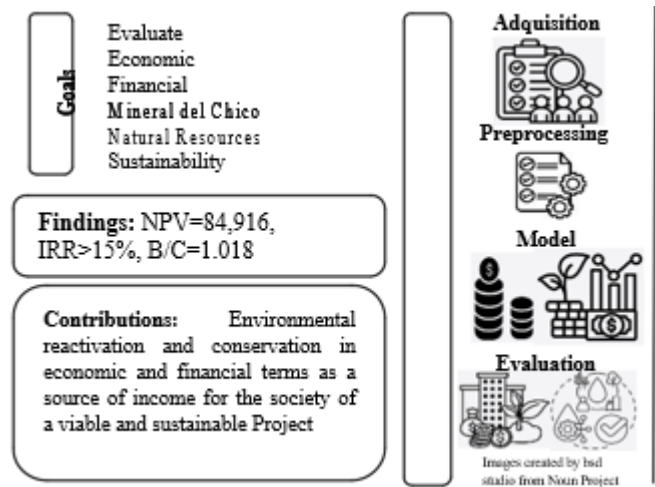 Goals
Evaluate
Economic
Financial
Mineral del Chico
Natural Resources
Sustainability
Findings: NPV=84,916,
IRR>15%, B/C=1.018
Contributions: Environmental
reactivation and conservation in
economic and financial terms as a
source of income for the society of
a viable and sustainable Project
Adquisition
Preprocessing
Model
Evaluation
Images created by bsd
studio from Noun Project